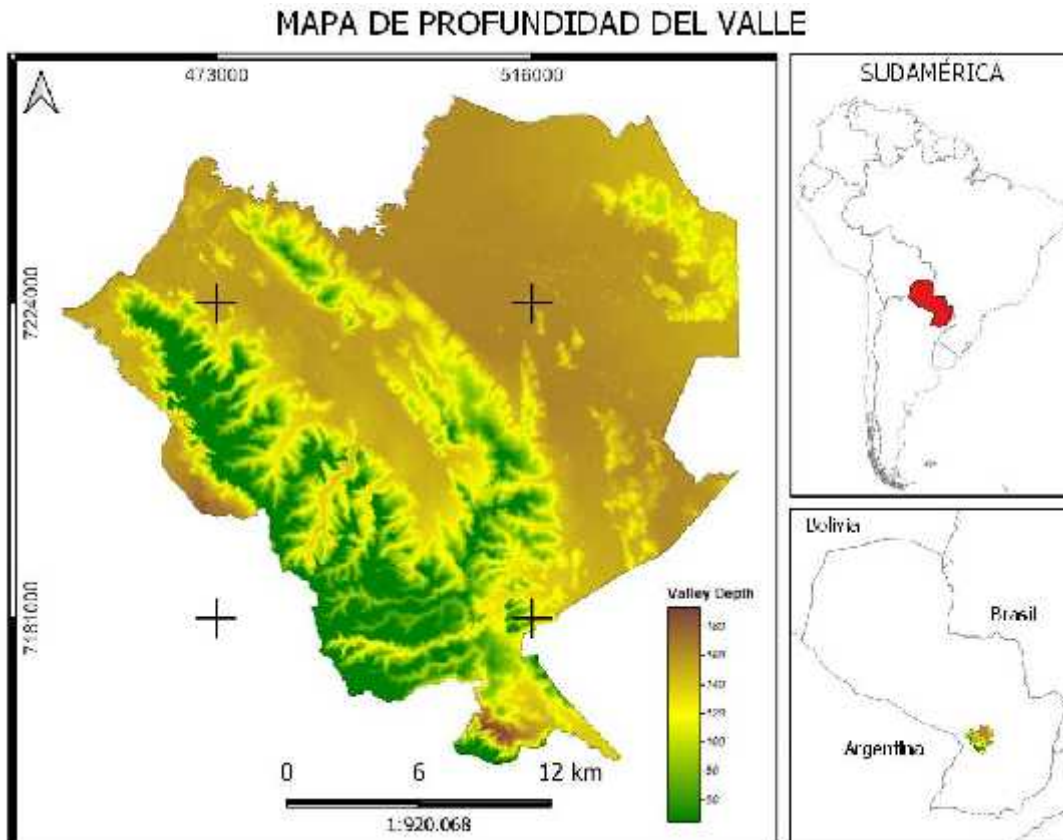 MAPA DE PROFUNDIDAD DEL VALLE
473000
516000
SUDAMÉRICA
7224000
7181000
Valley Depth
Bolivia
Brasil
Argentina
0 6 12 km
1:920.068